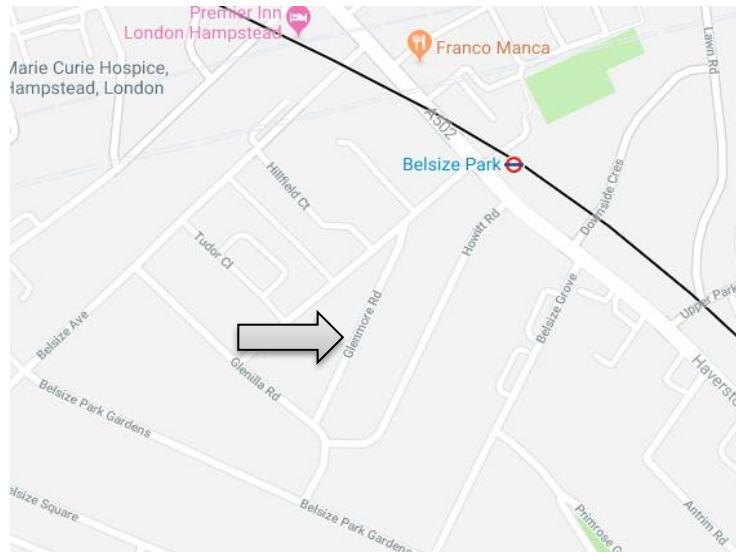 Premier Inn
London Hampstead
Franco Manca
Lawn Rd
Marie Curie Hospice,
Hampstead, London
A502
Belsize Park
Hillfield Ct
Downside Cres
Howitt Rd
Tudor Cl
Belsize Grove
Upper Park
Glenmore Rd
Belsize Ave
Glenilla Rd
Haversto
Belsize Park Gardens
elsize Square
Belsize Park Gardens
Primrose G
Antrim Rd